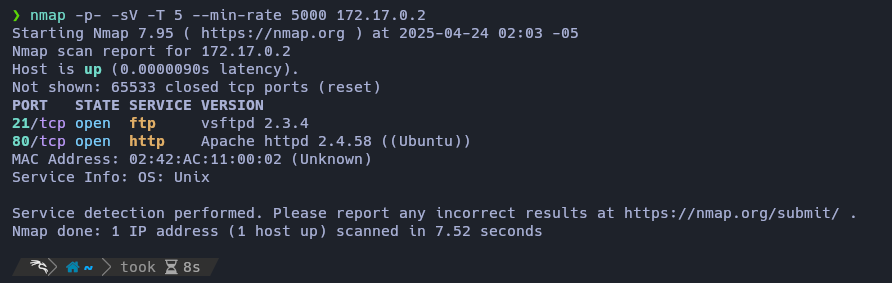 ❯ nmap -p- -sV -T 5 --min-rate 5000 172.17.0.2
Starting Nmap 7.95 ( https://nmap.org ) at 2025-04-24 02:03 -05
Nmap scan report for 172.17.0.2
Host is up (0.0000090s latency).
Not shown: 65533 closed tcp ports (reset)
PORT   STATE SERVICE VERSION
21/tcp open  ftp     vsftpd 2.3.4
80/tcp open  http    Apache httpd 2.4.58 ((Ubuntu))
MAC Address: 02:42:AC:11:00:02 (Unknown)
Service Info: OS: Unix
Service detection performed. Please report any incorrect results at https://nmap.org/submit/ .
Nmap done: 1 IP address (1 host up) scanned in 7.52 seconds
~ took 8s